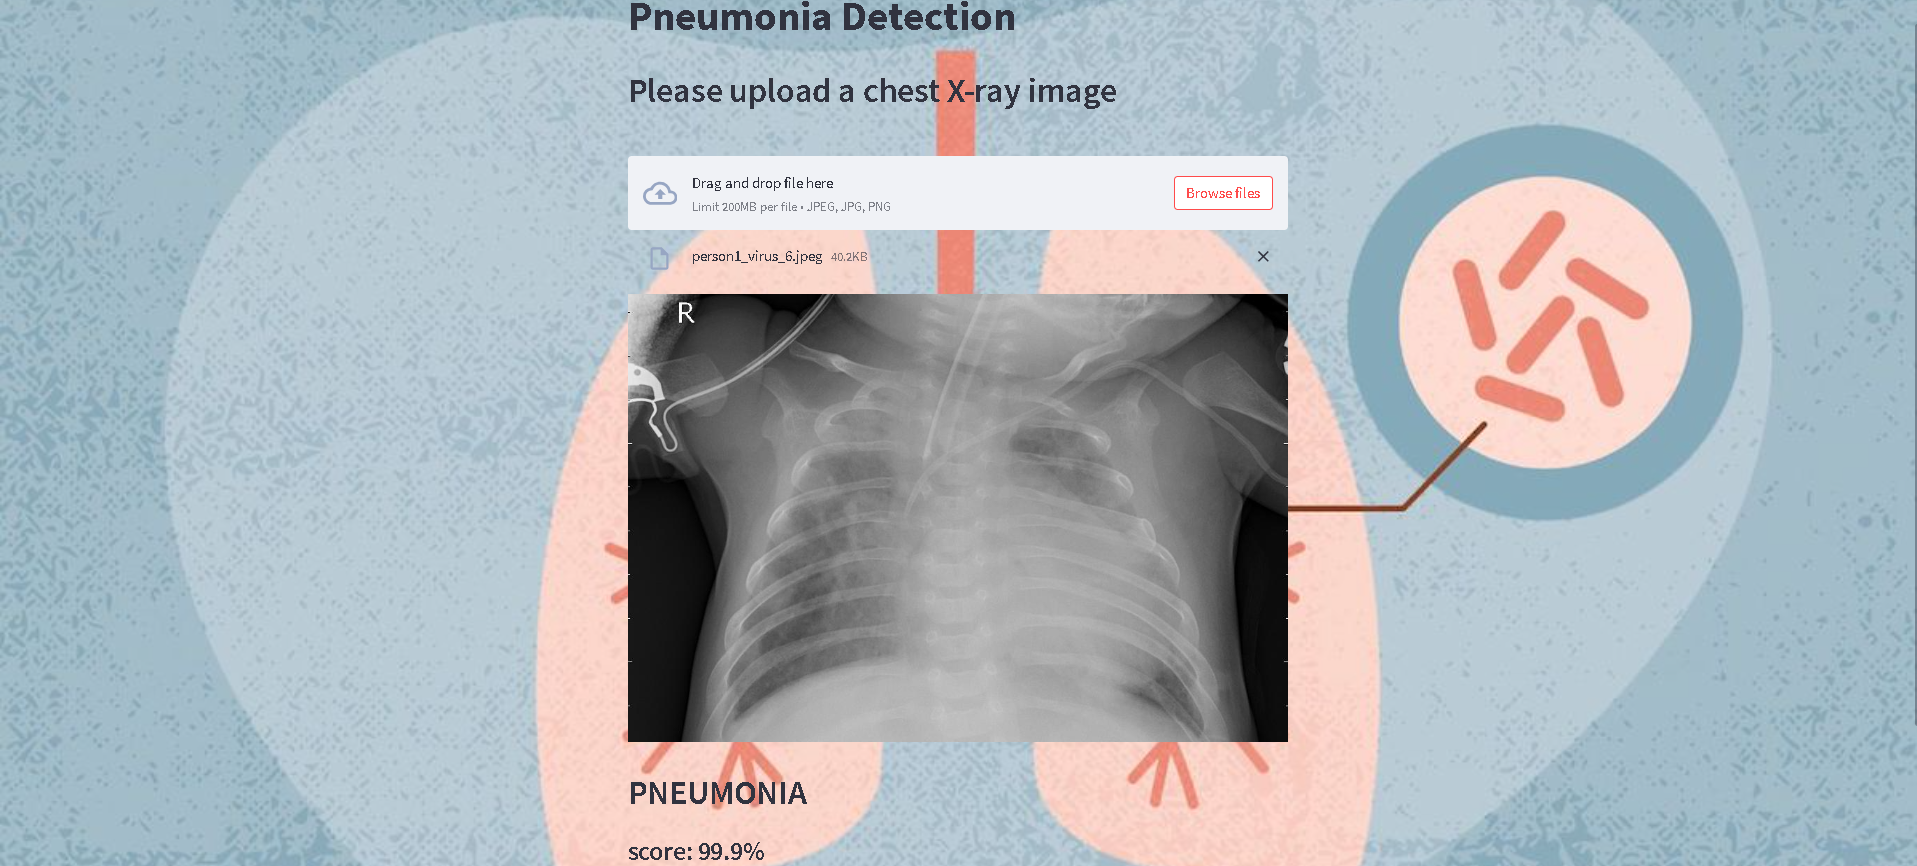 Pneumonia Detection
Please upload a chest X-ray image
Drag and drop file here
Limit 200MB per file • JPEG, JPG, PNG
Browse files
person1_virus_6.jpeg 40.2KB
R
PNEUMONIA
score: 99.9%